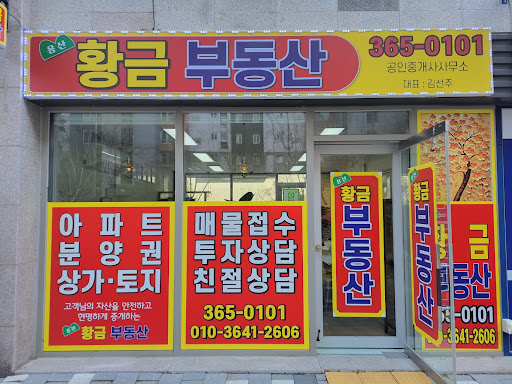 용산 황금 부동산 365-0101
공인중개사사무소
대표 : 김선주
아파트
분양권
상가·토지
고객님의 자산을 안전하고
현명하게 중개하는
용산 황금 부동산
매물접수
투자상담
친절상담
365-0101
010-3641-2606
용산
황금
부동산
황금
부동산
금
동산
365-0101
010-3641-2606